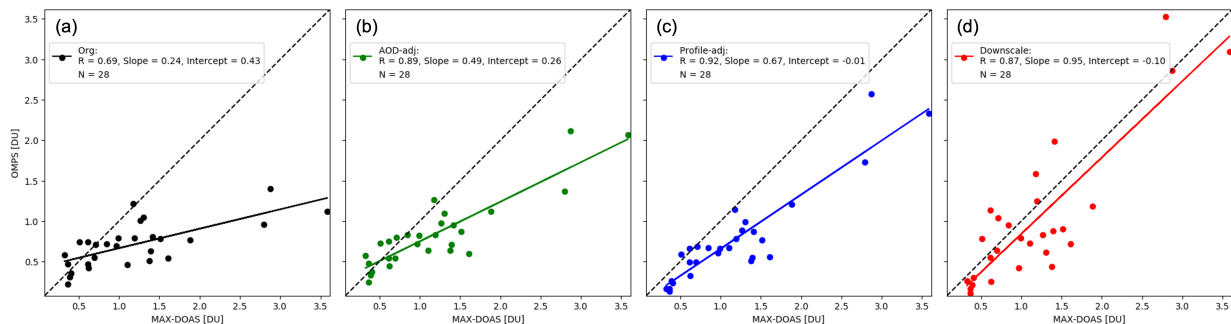 (a)
Org:
R = 0.69, Slope = 0.24, Intercept = 0.43
N = 28
3.5
3.0
2.5
2.0
1.5
1.0
0.5
OMPS [DU]
0.5 1.0 1.5 2.0 2.5 3.0 3.5
MAX-DOAS [DU]
(b)
AOD-adj:
R = 0.89, Slope = 0.49, Intercept = 0.26
N = 28
0.5 1.0 1.5 2.0 2.5 3.0 3.5
MAX-DOAS [DU]
(c)
Profile-adj:
R = 0.92, Slope = 0.67, Intercept = -0.01
N = 28
0.5 1.0 1.5 2.0 2.5 3.0 3.5
MAX-DOAS [DU]
(d)
Downscale:
R = 0.87, Slope = 0.95, Intercept = -0.10
N = 28
0.5 1.0 1.5 2.0 2.5 3.0 3.5
MAX-DOAS [DU]